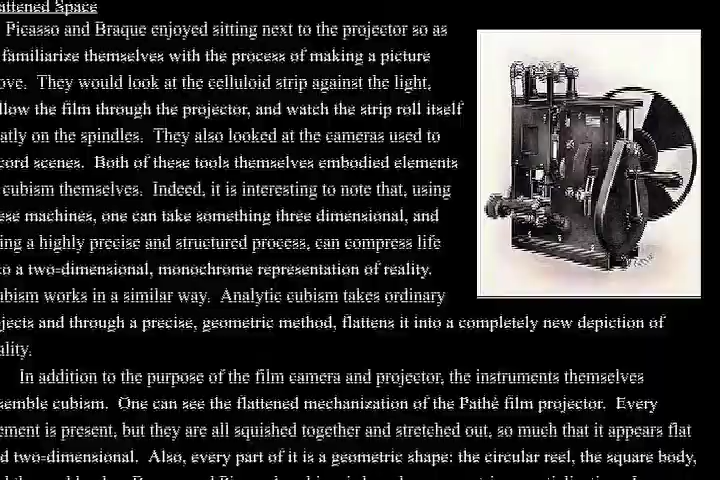 attened Space
Picasso and Braque enjoyed sitting next to the projector so as
familiarize themselves with the process of making a picture
ove. They would look at the celluloid strip against the light,
llow the film through the projector, and watch the strip roll itself
atly on the spindles. They also looked at the cameras used to
cord scenes. Both of these tools themselves embodied elements
cubism themselves. Indeed, it is interesting to note that, using
ese machines, one can take something three dimensional, and
ing a highly precise and structured process, can compress life
to a two-dimensional, monochrome representation of reality.
ubism works in a similar way. Analytic cubism takes ordinary
jects and through a precise, geometric method, flattens it into a completely new depiction of
ality.
In addition to the purpose of the film camera and projector, the instruments themselves
semble cubism. One can see the flattened mechanization of the Pathé film projector. Every
ement is present, but they are all squished together and stretched out, so much that it appears flat
d two-dimensional. Also, every part of it is a geometric shape: the circular reel, the square body,